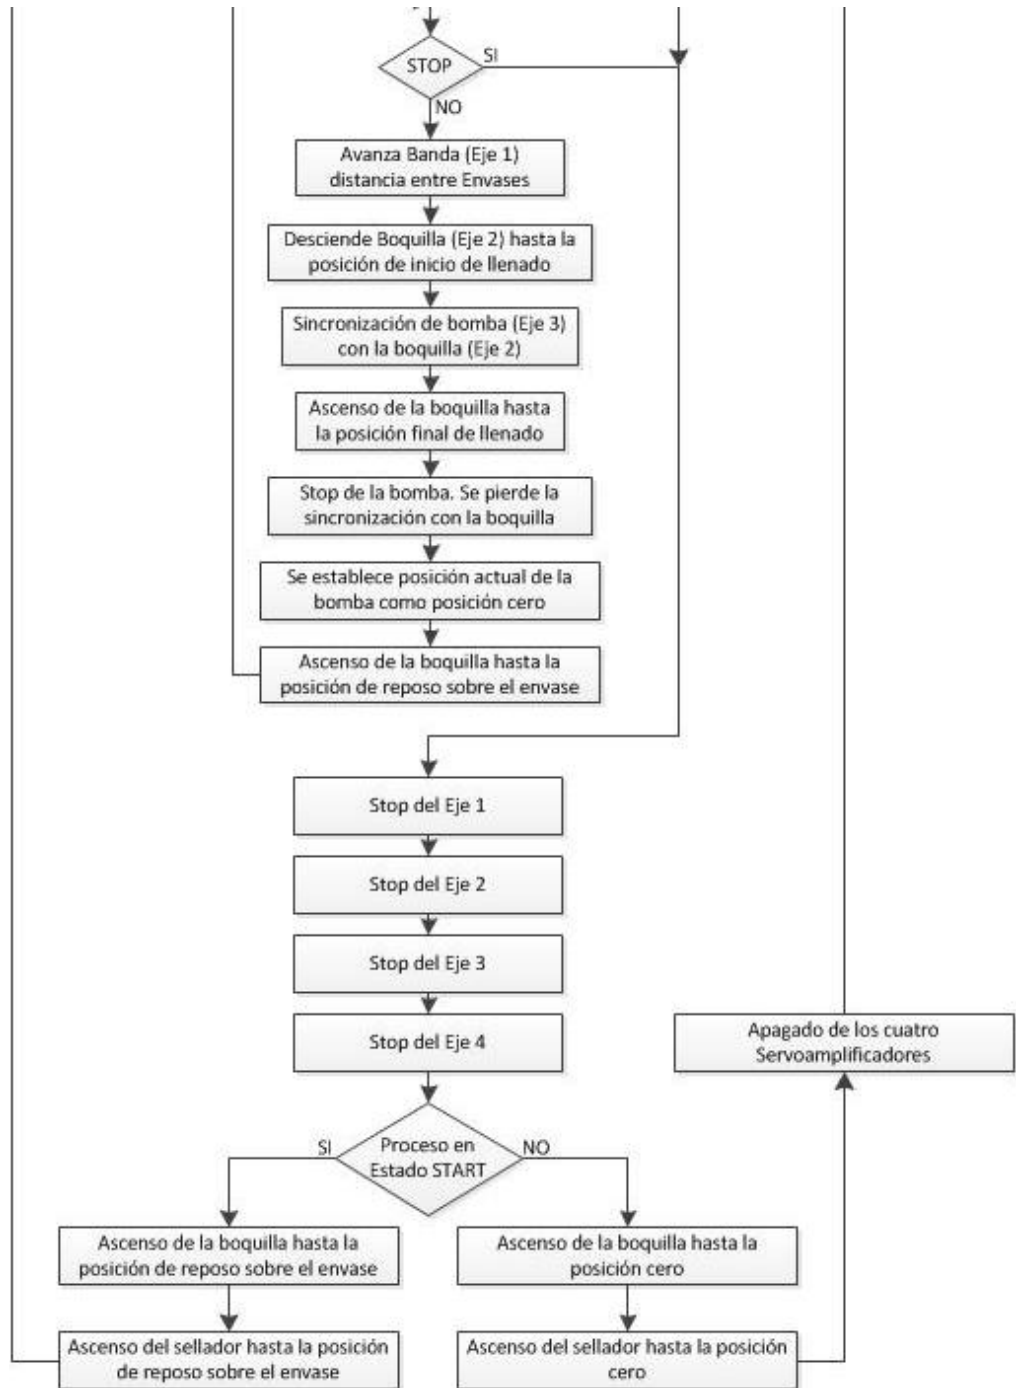 STOP
SI
NO
Avanza Banda (Eje 1)
distancia entre Envases
Desciende Boquilla (Eje 2) hasta la
posición de inicio de llenado
Sincronización de bomba (Eje 3)
con la boquilla (Eje 2)
Ascenso de la boquilla hasta
la posición final de llenado
Stop de la bomba. Se pierde la
sincronización con la boquilla
Se establece posición actual de la
bomba como posición cero
Ascenso de la boquilla hasta la
posición de reposo sobre el envase
Stop del Eje 1
Stop del Eje 2
Stop del Eje 3
Stop del Eje 4
Apagado de los cuatro
Servoamplificadores
SI
Proceso en
Estado START
NO
Ascenso de la boquilla hasta la
posición de reposo sobre el envase
Ascenso de la boquilla hasta la
posición cero
Ascenso del sellador hasta la posición
de reposo sobre el envase
Ascenso del sellador hasta la posición
cero